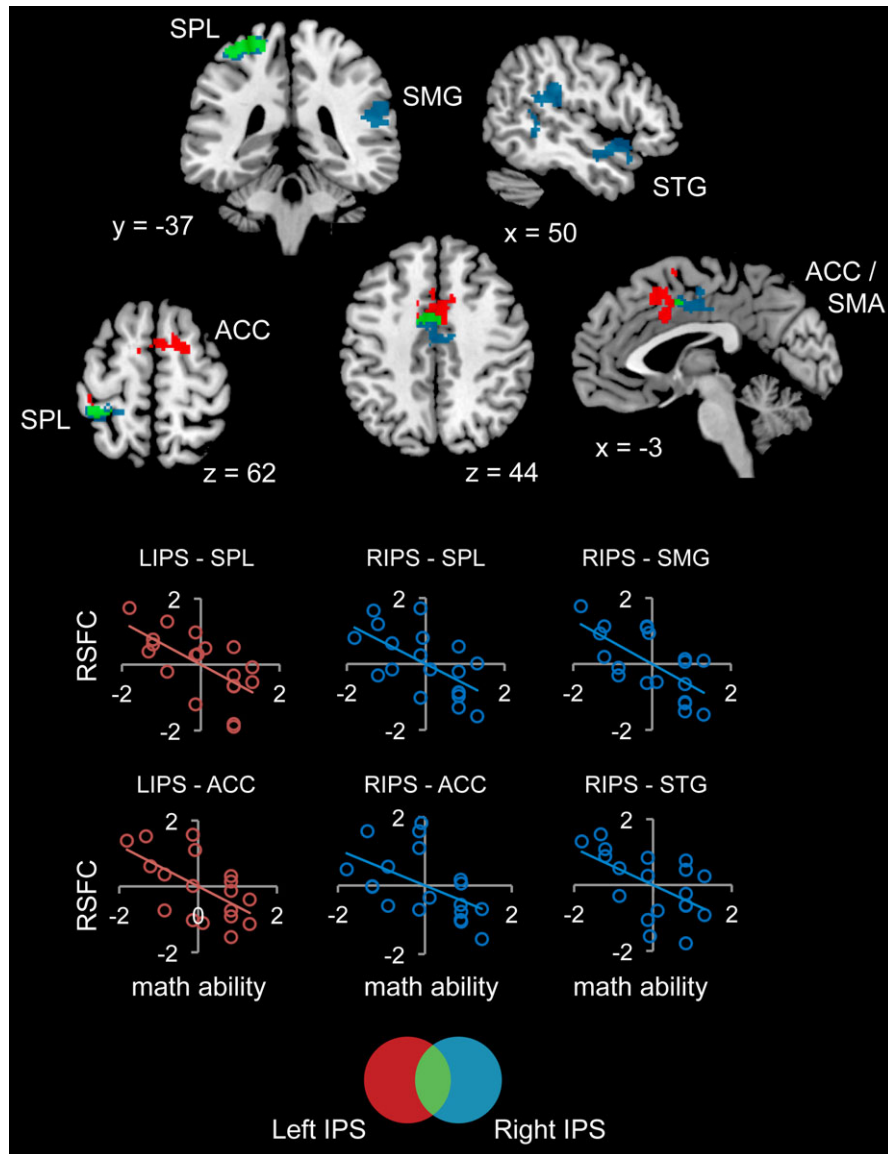 SPL
SMG
STG
y = -37
x = 50
ACC / SMA
ACC
SPL
z = 62
z = 44
x = -3
LIPS - SPL
RIPS - SPL
RIPS - SMG
RSFC
2
-2
2
-2
2
-2
2
-2
2
-2
2
-2
LIPS - ACC
RIPS - ACC
RIPS - STG
RSFC
2
-2
0
2
-2
2
-2
2
-2
2
-2
2
-2
math ability
math ability
math ability
Left IPS
Right IPS